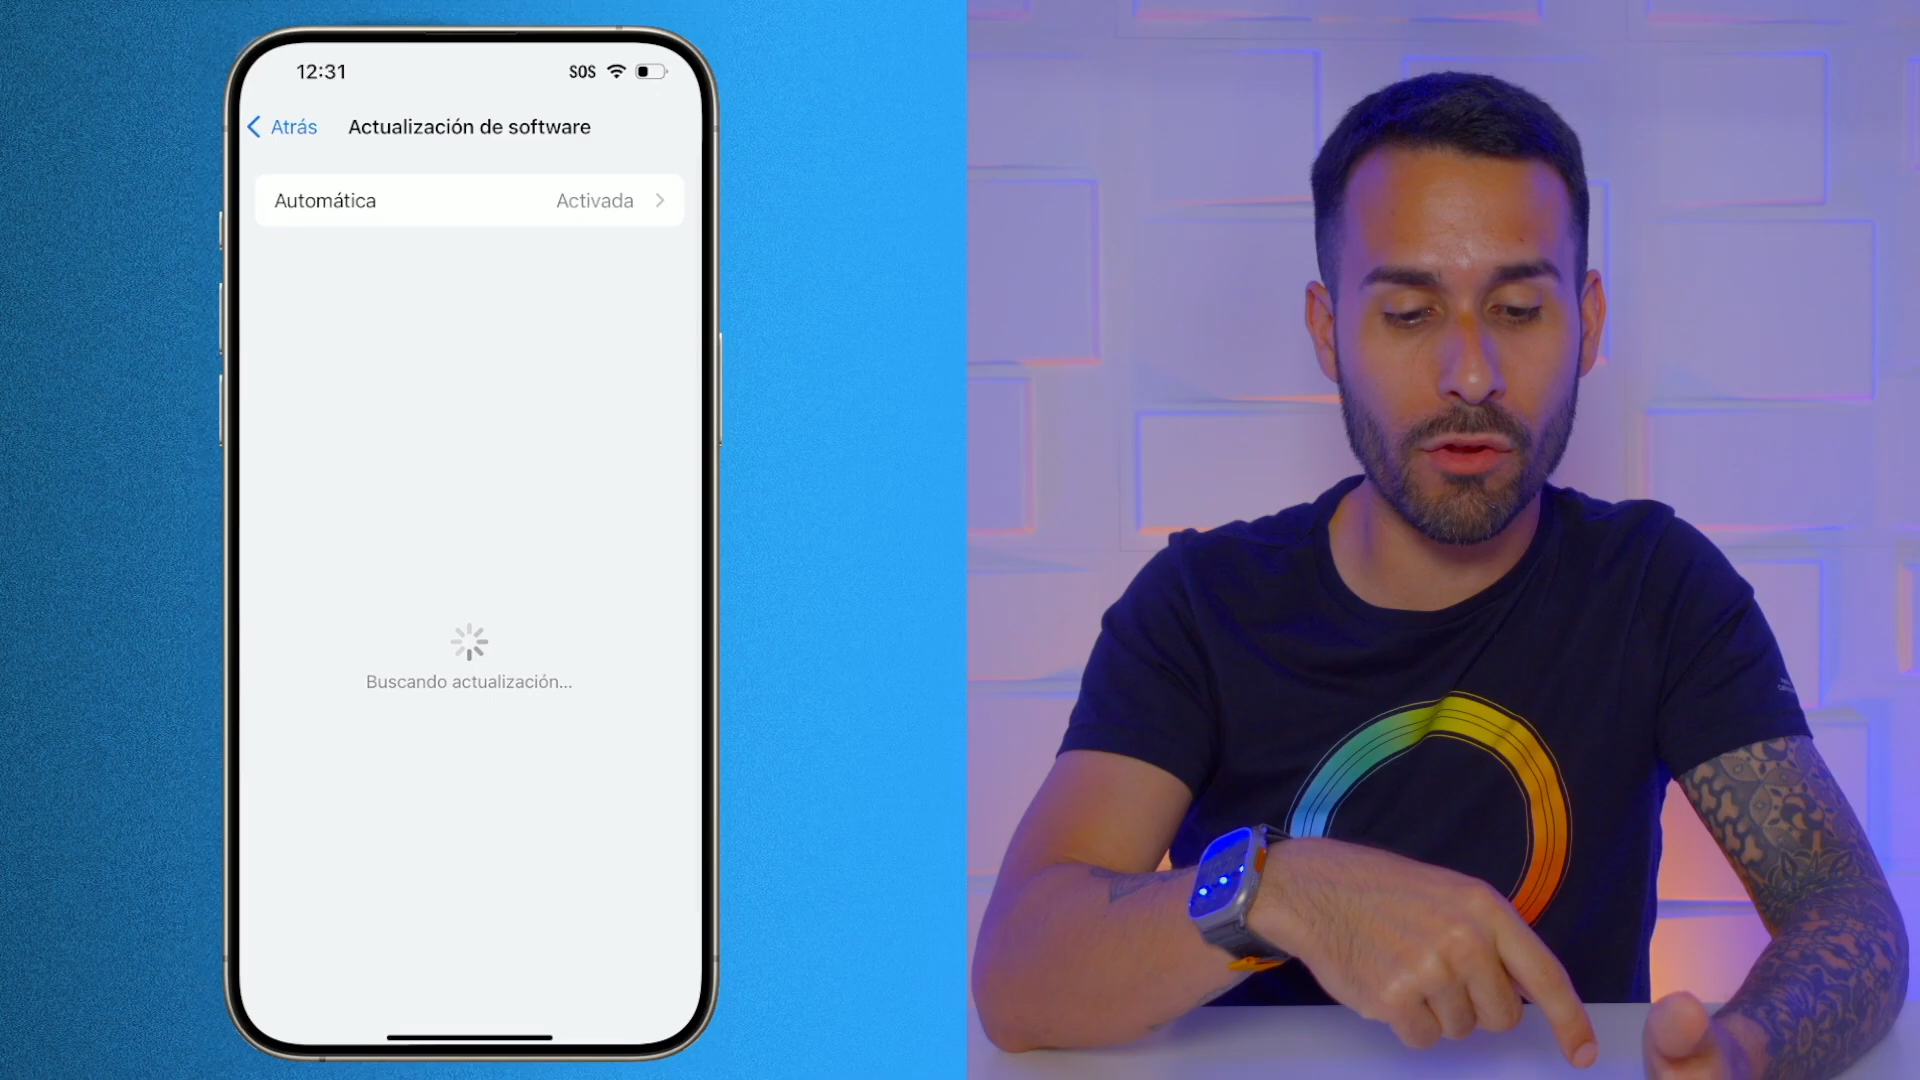 12:31
SOS
Atrás
Actualización de software
Automática
Activada
Buscando actualización...